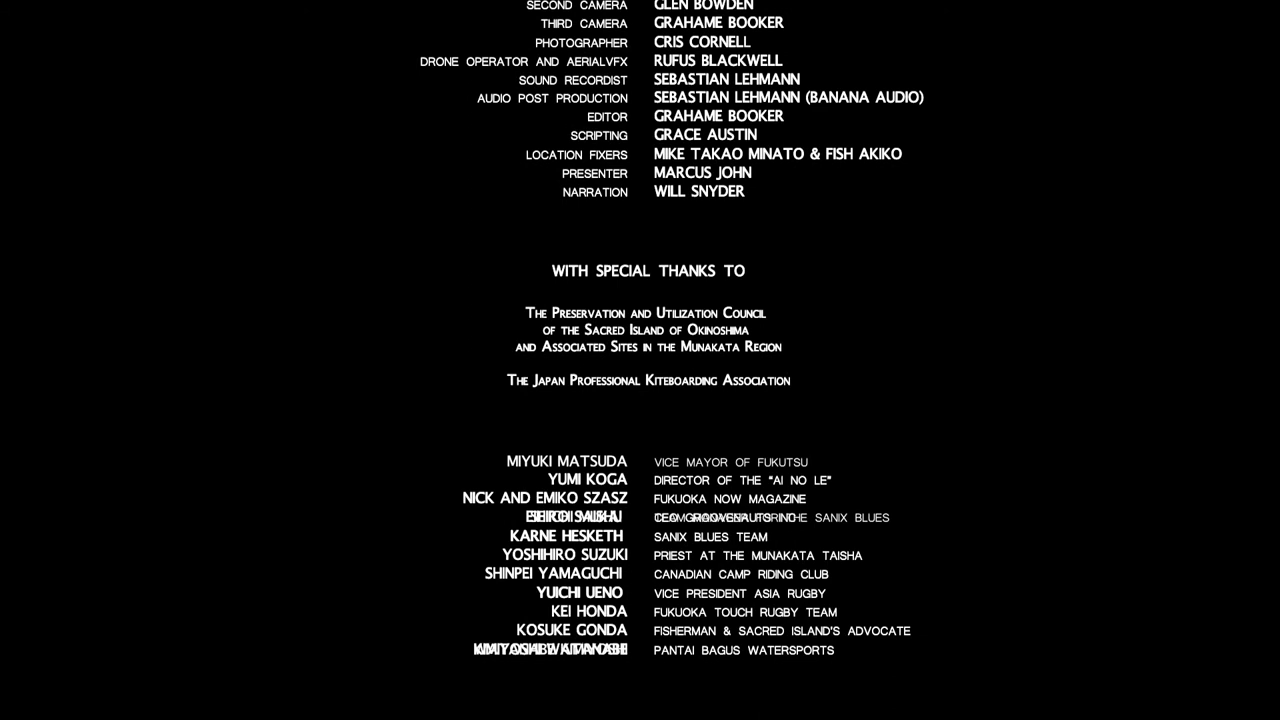 SECOND CAMERA GLEN BOWDEN
THIRD CAMERA GRAHAME BOOKER
PHOTOGRAPHER CRIS CORNELL
DRONE OPERATOR AND AERIALVFX RUFUS BLACKWELL
SOUND RECORDIST SEBASTIAN LEHMANN
AUDIO POST PRODUCTION SEBASTIAN LEHMANN (BANANA AUDIO)
EDITOR GRAHAME BOOKER
SCRIPTING GRACE AUSTIN
LOCATION FIXERS MIKE TAKAO MINATO & FISH AKIKO
PRESENTER MARCUS JOHN
NARRATION WILL SNYDER
WITH SPECIAL THANKS TO
The Preservation and Utilization Council
of the Sacred Island of Okinoshima
and Associated Sites in the Munakata Region
The Japan Professional Kiteboarding Association
MIYUKI MATSUDA VICE MAYOR OF FUKUTSU
YUMI KOGA DIRECTOR OF THE "AI NO LE"
NICK AND EMIKO SZASZ FUKUOKA NOW MAGAZINE
THE SANIX BLUES
KARNE HESKETH SANIX BLUES TEAM
YOSHIHIRO SUZUKI PRIEST AT THE MUNAKATA TAISHA
SHINPEI YAMAGUCHI CANADIAN CAMP RIDING CLUB
YUICHI UENO VICE PRESIDENT ASIA RUGBY
KEI HONDA FUKUOKA TOUCH RUGBY TEAM
KOSUKE GONDA FISHERMAN & SACRED ISLAND'S ADVOCATE
PANTAI BAGUS WATERSPORTS